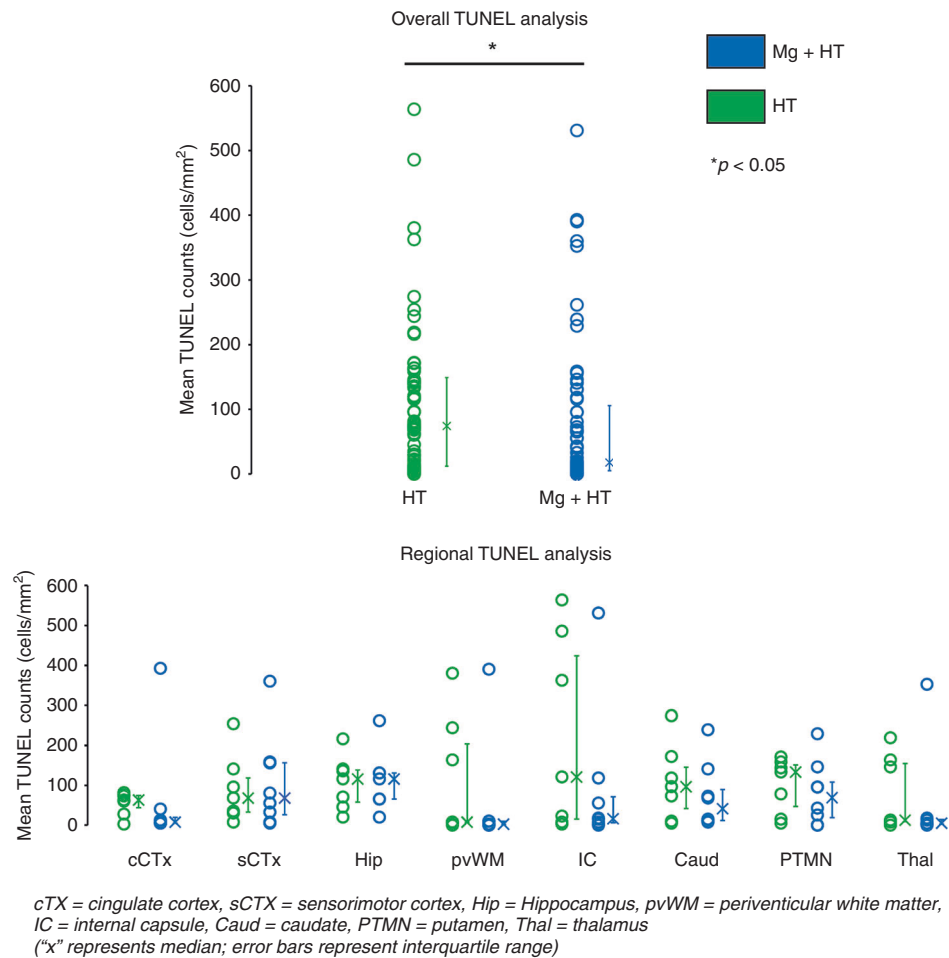 Overall TUNEL analysis
*
Mg + HT
HT
*p < 0.05
Mean TUNEL counts (cells/mm²)
600
500
400
300
200
100
0
HT
Mg + HT
Regional TUNEL analysis
Mean TUNEL counts (cells/mm²)
600
500
400
300
200
100
0
cCTx
sCTx
Hip
pvWM
IC
Caud
PTMN
Thal
cTX = cingulate cortex, sCTX = sensorimotor cortex, Hip = Hippocampus, pvWM = periventicular white matter,
IC = internal capsule, Caud = caudate, PTMN = putamen, Thal = thalamus
("x" represents median; error bars represent interquartile range)